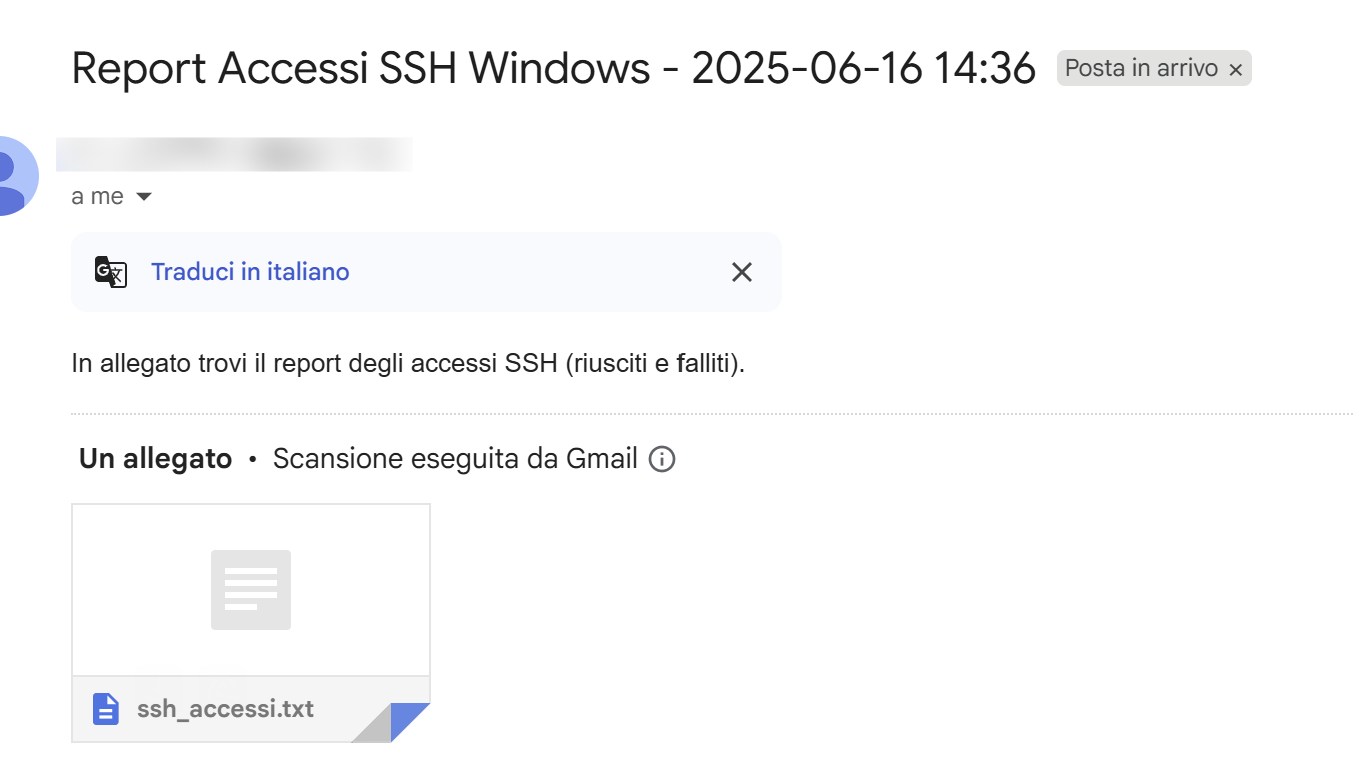 Report Accessi SSH Windows - 2025-06-16 14:36 Posta in arrivo ×
a me
Traduci in italiano
In allegato trovi il report degli accessi SSH (riusciti e falliti).
Un allegato • Scansione eseguita da Gmail
ssh_accessi.txt